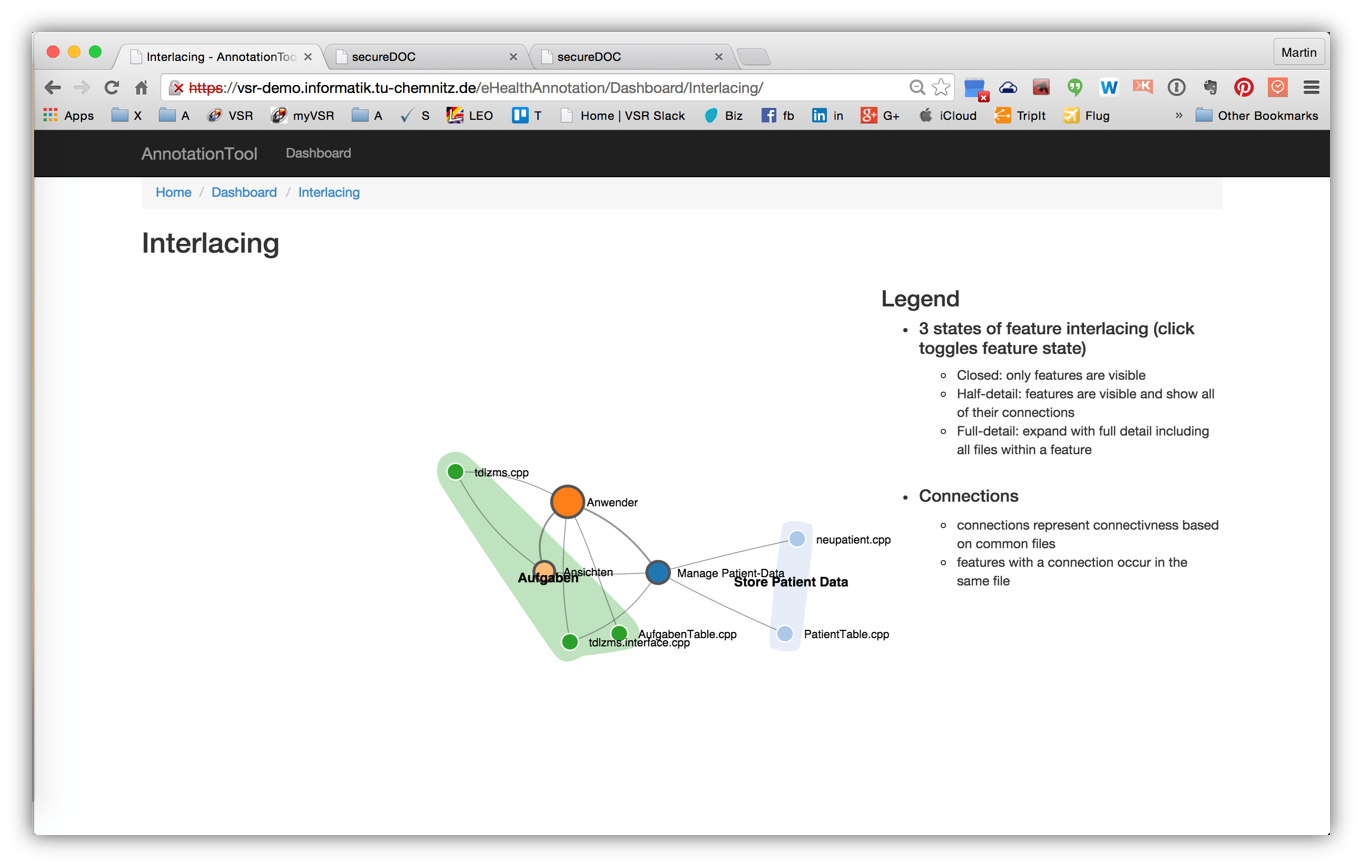 Interlacing - AnnotationToo
secureDOC
secureDOC
Martin
https://vsr-demo.informatik.tu-chemnitz.de/eHealthAnnotation/Dashboard/Interlacing/
Apps X A VSR myVSR A S LEO T Home | VSR Slack Biz fb in G+ iCloud TripIt Flug » Other Bookmarks
AnnotationTool Dashboard
Home / Dashboard / Interlacing
Interlacing
Legend
• 3 states of feature interlacing (click
toggles feature state)
Closed: only features are visible
Half-detail: features are visible and show all
of their connections
Full-detail: expand with full detail including
all files within a feature
• Connections
connections represent connectivness based
on common files
features with a connection occur in the
same file
tdlzms.cpp
Anwender
neupatient.cpp
Ansichten
Aufgaben
Manage Patient-Data
Store Patient Data
AufgabenTable.cpp
PatientTable.cpp
tdlzms.interface.cpp